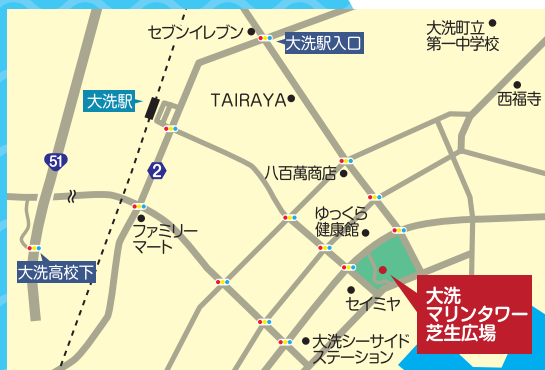 セブンイレブン
大洗駅入口
大洗町立
第一中学校
大洗駅
TAIRAYA
西福寺
51
2
八百萬商店
ゆっくら
健康館
ファミリー
マート
大洗高校下
セイミヤ
大洗
マリンタワー
芝生広場
大洗シーサイド
ステーション